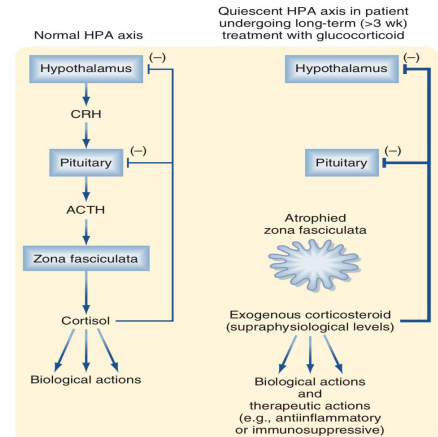 Normal HPA axis
Quiescent HPA axis in patient
undergoing long-term (>3 wk)
treatment with glucocorticoid
Hypothalamus
(–)
CRH
Pituitary
(–)
ACTH
Zona fasciculata
Cortisol
Biological actions
Hypothalamus
(–)
Pituitary
(–)
Atrophied
zona fasciculata
Exogenous corticosteroid
(supraphysiological levels)
Biological actions
and
therapeutic actions
(e.g., antiinflammatory
or immunosuppressive)